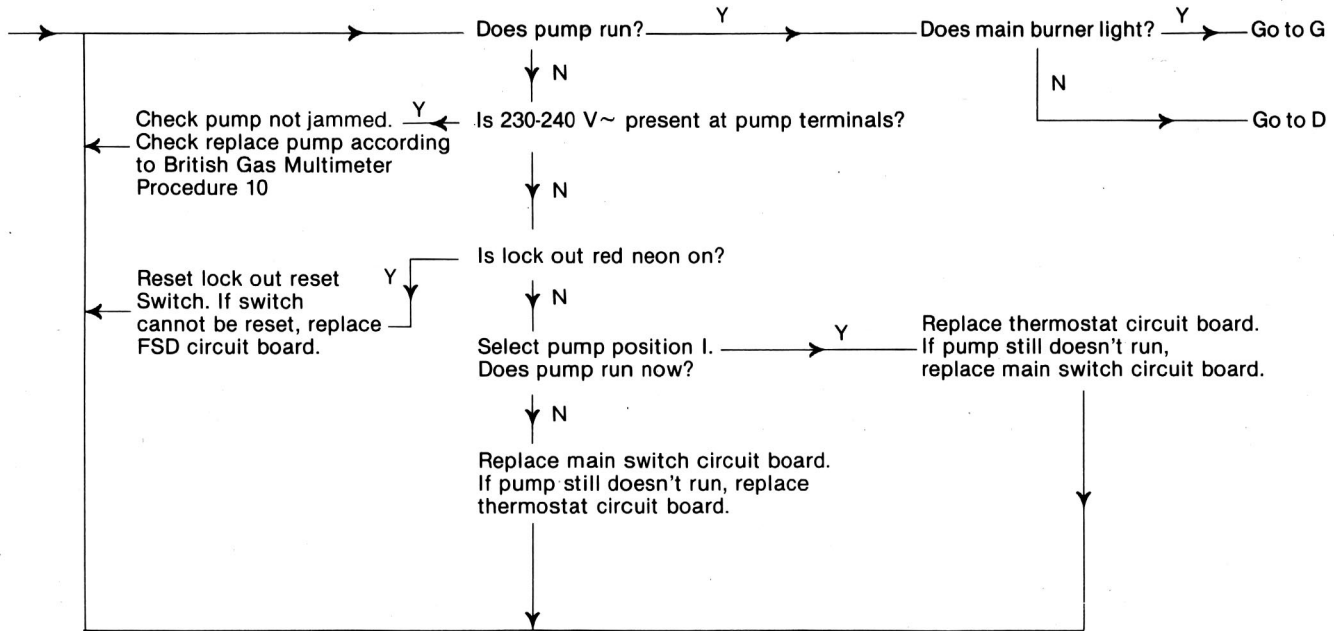 Does pump run? Y Does main burner light? Y Go to G
N
N
Check pump not jammed. Y Is 230-240 V~ present at pump terminals? Go to D
Check replace pump according
to British Gas Multimeter
Procedure 10
N
Is lock out red neon on?
Y
Reset lock out reset
Switch. If switch
cannot be reset, replace
FSD circuit board.
N
Select pump position I.
Does pump run now?
Y
Replace thermostat circuit board.
If pump still doesn't run,
replace main switch circuit board.
N
Replace main switch circuit board.
If pump still doesn't run, replace
thermostat circuit board.